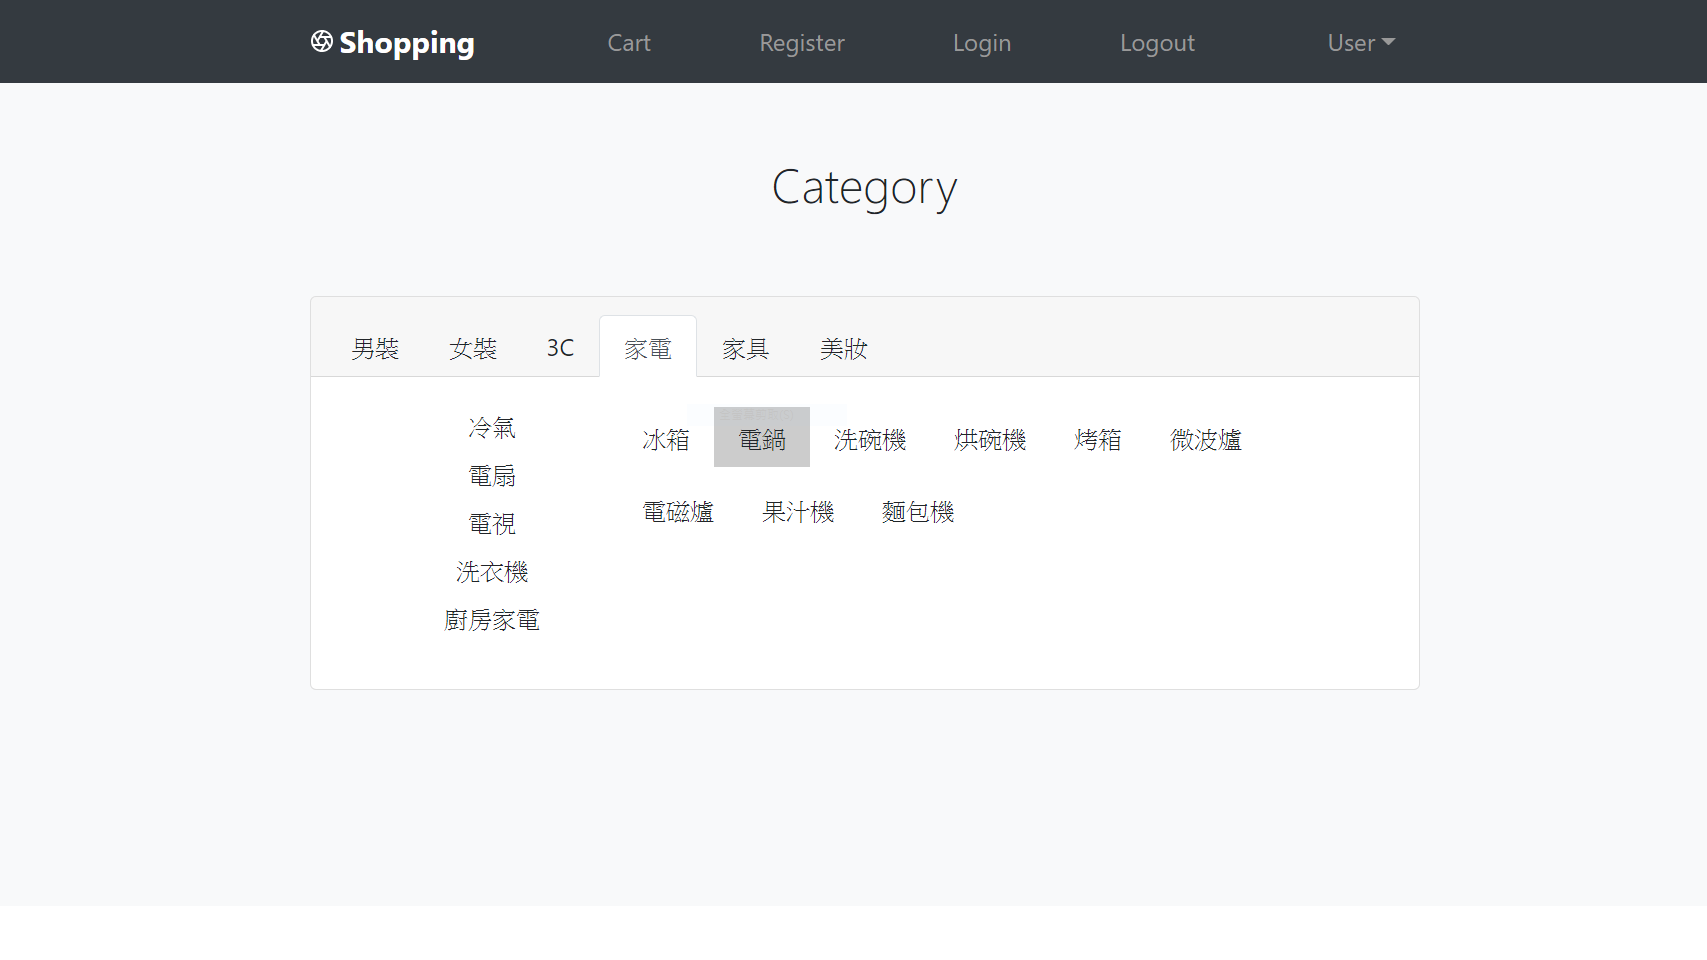 Shopping Cart Register Login Logout User
Category
男裝 女裝 3C 家電 家具 美妝
冷氣
電扇
電視
洗衣機
廚房家電
冰箱 電鍋 洗碗機 烘碗機 烤箱 微波爐
電磁爐 果汁機 麵包機